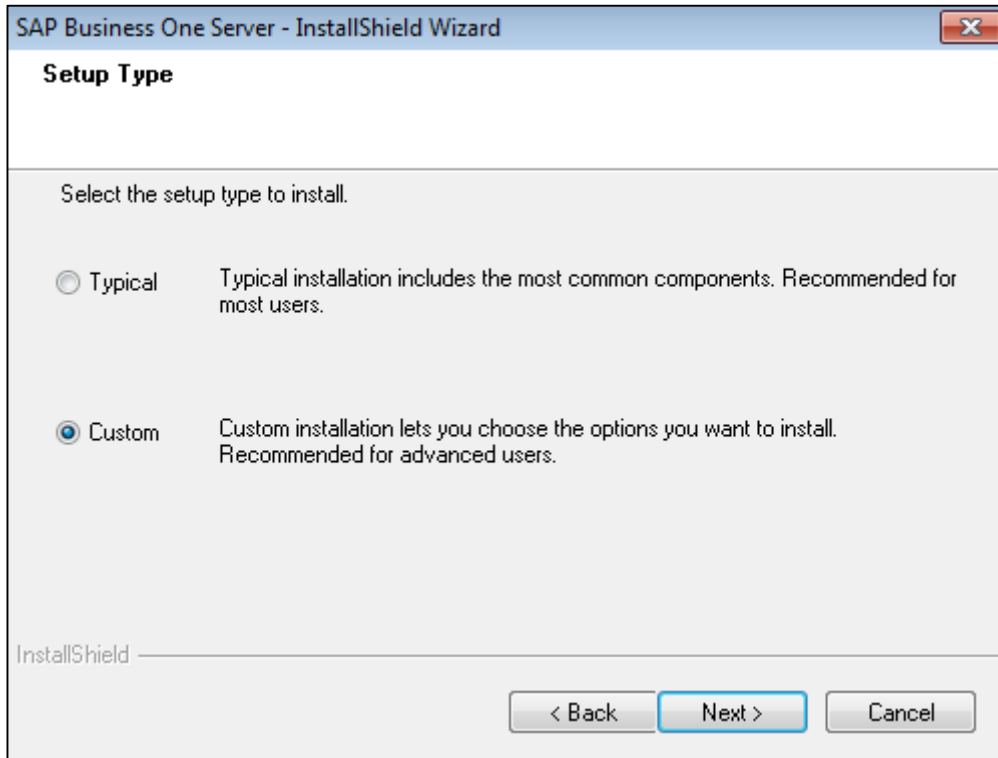 SAP Business One Server - InstallShield Wizard
Setup Type
Select the setup type to install.
Typical
Typical installation includes the most common components. Recommended for
most users.
Custom
Custom installation lets you choose the options you want to install.
Recommended for advanced users.
InstallShield
< Back
Next >
Cancel